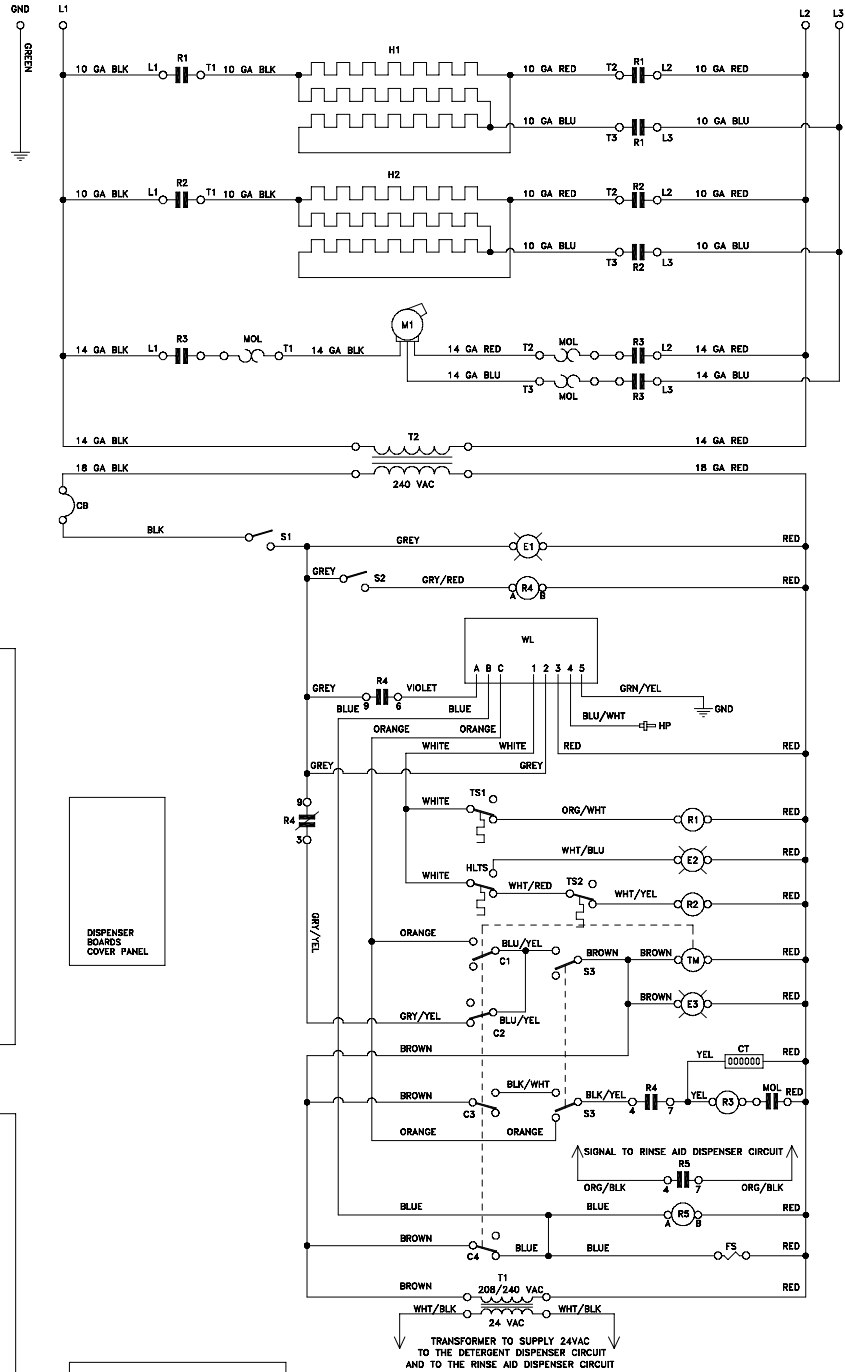 GND L1 L2 L3
GREEN
H1
R1 R1
10 GA BLK L1 T1 10 GA BLK 10 GA RED T2 L2 10 GA RED
10 GA BLU 10 GA BLU
T3 R1 L3
H2
R2 R2
10 GA BLK L1 T1 10 GA BLK 10 GA RED T2 L2 10 GA RED
10 GA BLU 10 GA BLU
T3 R2 L3
M1
R3 MOL MOL R3
14 GA BLK L1 T1 14 GA BLK 14 GA RED T2 L2 14 GA RED
14 GA BLU 14 GA BLU
T3 MOL R3 L3
14 GA BLK T2 14 GA RED
18 GA BLK 18 GA RED
240 VAC
CB
BLK S1 GREY E1 RED
GREY S2 GRY/RED R4 RED
A B
WL
A B C 1 2 3 4 5
GREY R4 VIOLET GRN/YEL
9 6
BLUE BLUE GND
BLU/WHT HP
ORANGE ORANGE
WHITE WHITE RED RED
GREY GREY
TS1
9 WHITE ORG/WHT RED
R4 R1
3
WHT/BLU RED
HLTS E2
WHITE WHT/RED TS2 WHT/YEL RED
R2
GRY/YEL
DISPENSER
BOARDS
COVER PANEL
ORANGE BLU/YEL BROWN BROWN RED
C1 S3 TM
BROWN E3 RED
GRY/YEL BLU/YEL
C2
BROWN
CT
YEL 000000 RED
BROWN BLK/WHT BLK/YEL R4 YEL R3 MOL RED
C3 S3 4 7
ORANGE ORANGE
SIGNAL TO RINSE AID DISPENSER CIRCUIT
R5
ORG/BLK 4 7 ORG/BLK
BLUE BLUE R5 RED
A B
BROWN BLUE BLUE FS RED
C4
T1
BROWN 208/240 VAC RED
WHT/BLK WHT/BLK
24 VAC
TRANSFORMER TO SUPPLY 24VAC
TO THE DETERGENT DISPENSER CIRCUIT
AND TO THE RINSE AID DISPENSER CIRCUIT